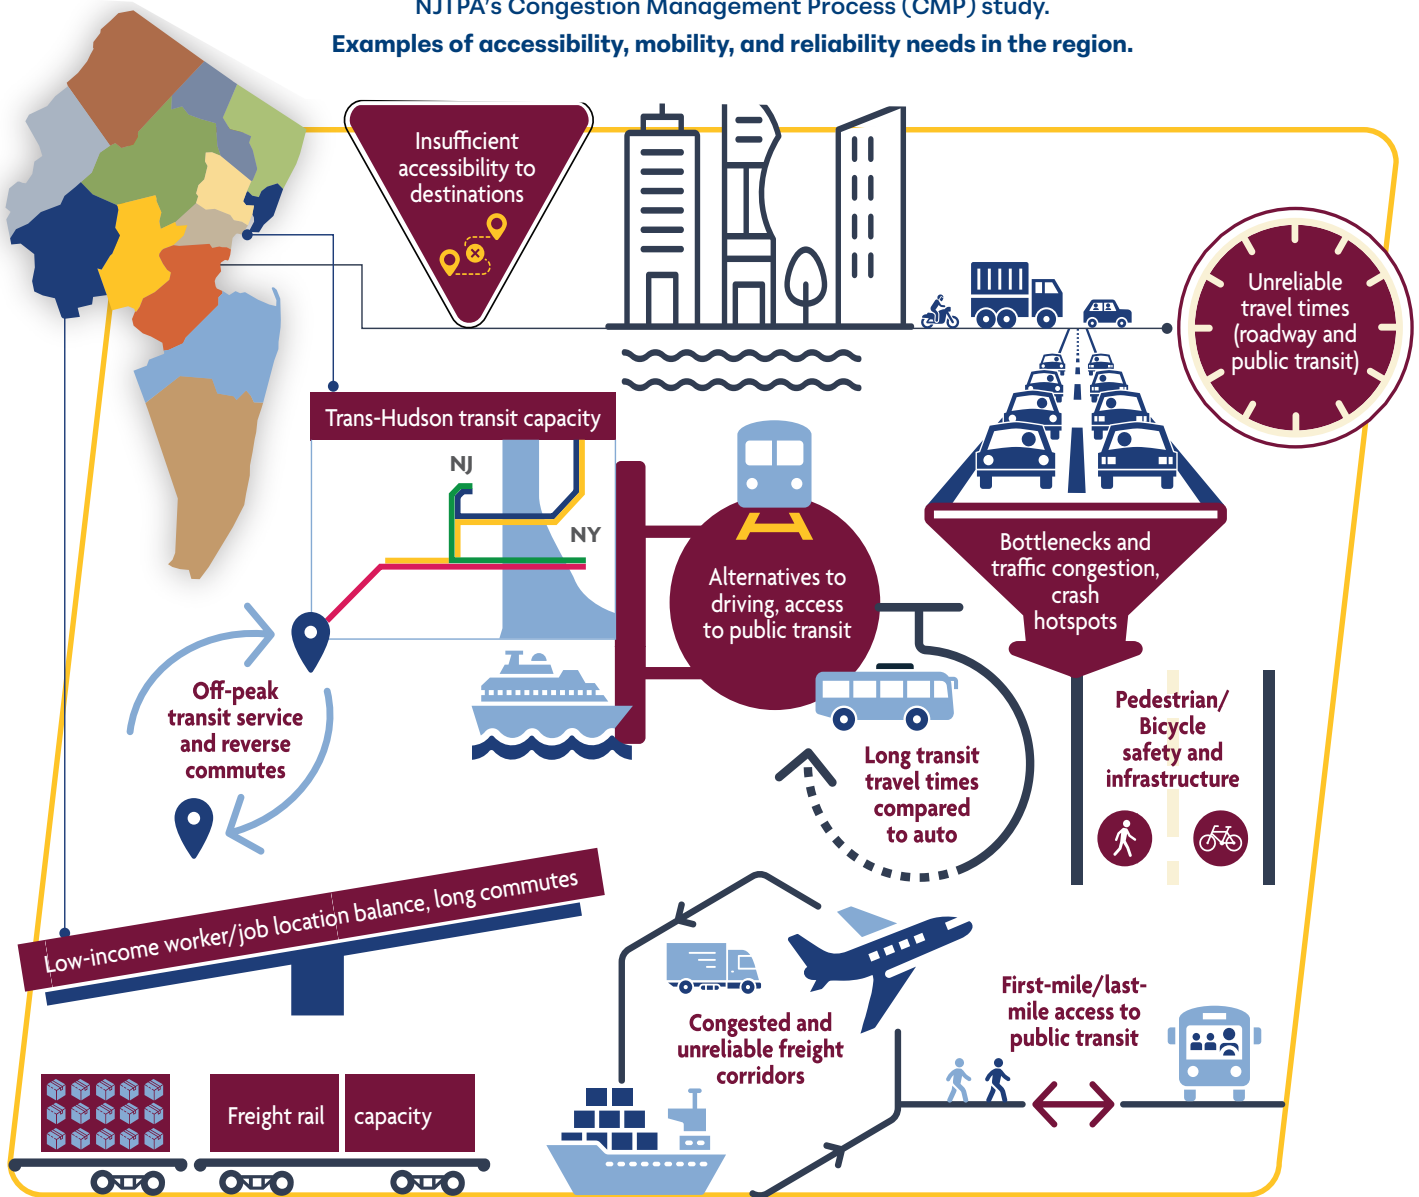 NJTPA's Congestion Management Process (CMP) study.
Examples of accessibility, mobility, and reliability needs in the region.
Insufficient
accessibility to
destinations
Unreliable
travel times
(roadway and
public transit)
Trans-Hudson transit capacity
NJ
NY
Bottlenecks and
traffic congestion,
crash
hotspots
Alternatives to
driving, access
to public transit
Off-peak
transit service
and reverse
commutes
Pedestrian/
Bicycle
safety and
infrastructure
Long transit
travel times
compared
to auto
Low-income worker/job location balance, long commutes
Congested and
unreliable freight
corridors
First-mile/last-
mile access to
public transit
Freight rail capacity